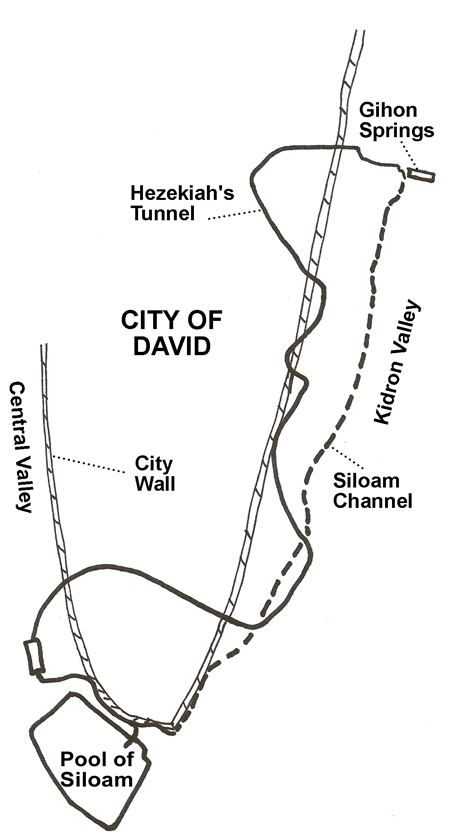 Gihon
Springs
Hezekiah's
Tunnel
CITY OF
DAVID
Kidron Valley
Central Valley
City
Wall
Siloam
Channel
Pool of
Siloam